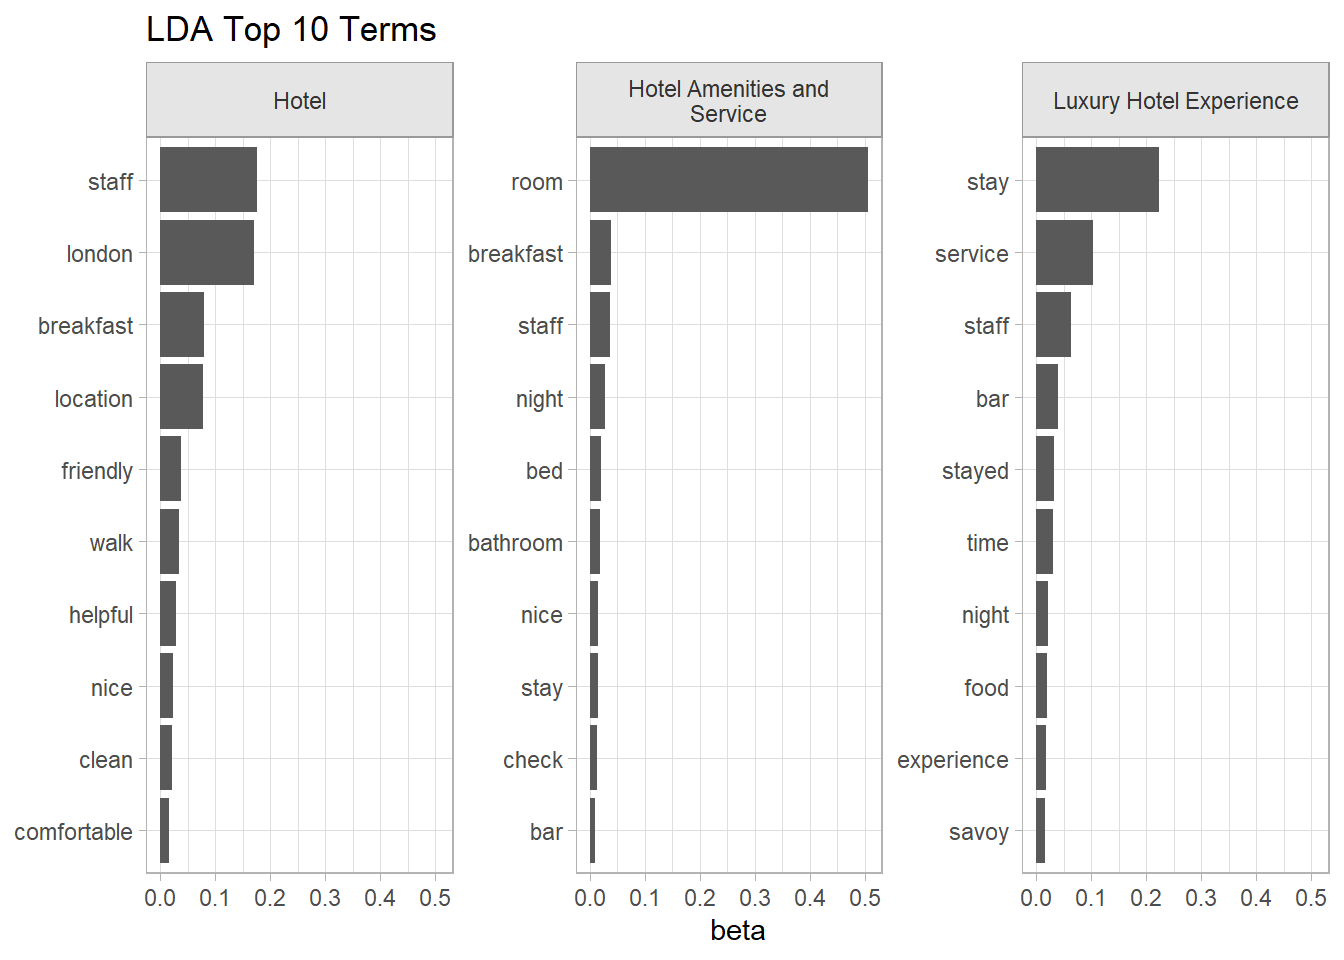 LDA Top 10 Terms
Hotel
staff
london
breakfast
location
friendly
walk
helpful
nice
clean
comfortable
0.0 0.1 0.2 0.3 0.4 0.5
Hotel Amenities and
Service
room
breakfast
staff
night
bed
bathroom
nice
stay
check
bar
0.0 0.1 0.2 0.3 0.4 0.5
Luxury Hotel Experience
stay
service
staff
bar
stayed
time
night
food
experience
savoy
0.0 0.1 0.2 0.3 0.4 0.5
beta